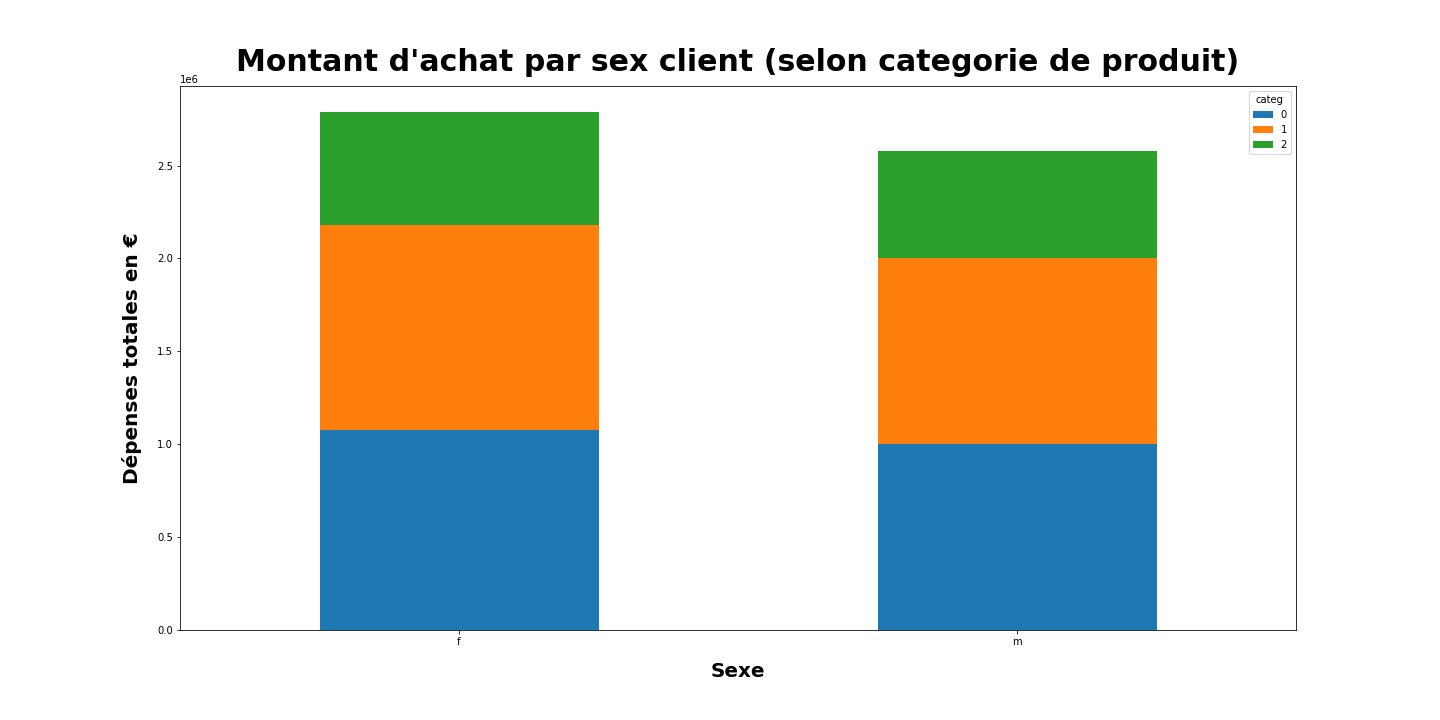 Montant d'achat par sex client (selon categorie de produit)
1e6
categ
0
1
2
2.5
2.0
1.5
1.0
0.5
0.0
Dépenses totales en €
f
m
Sexe